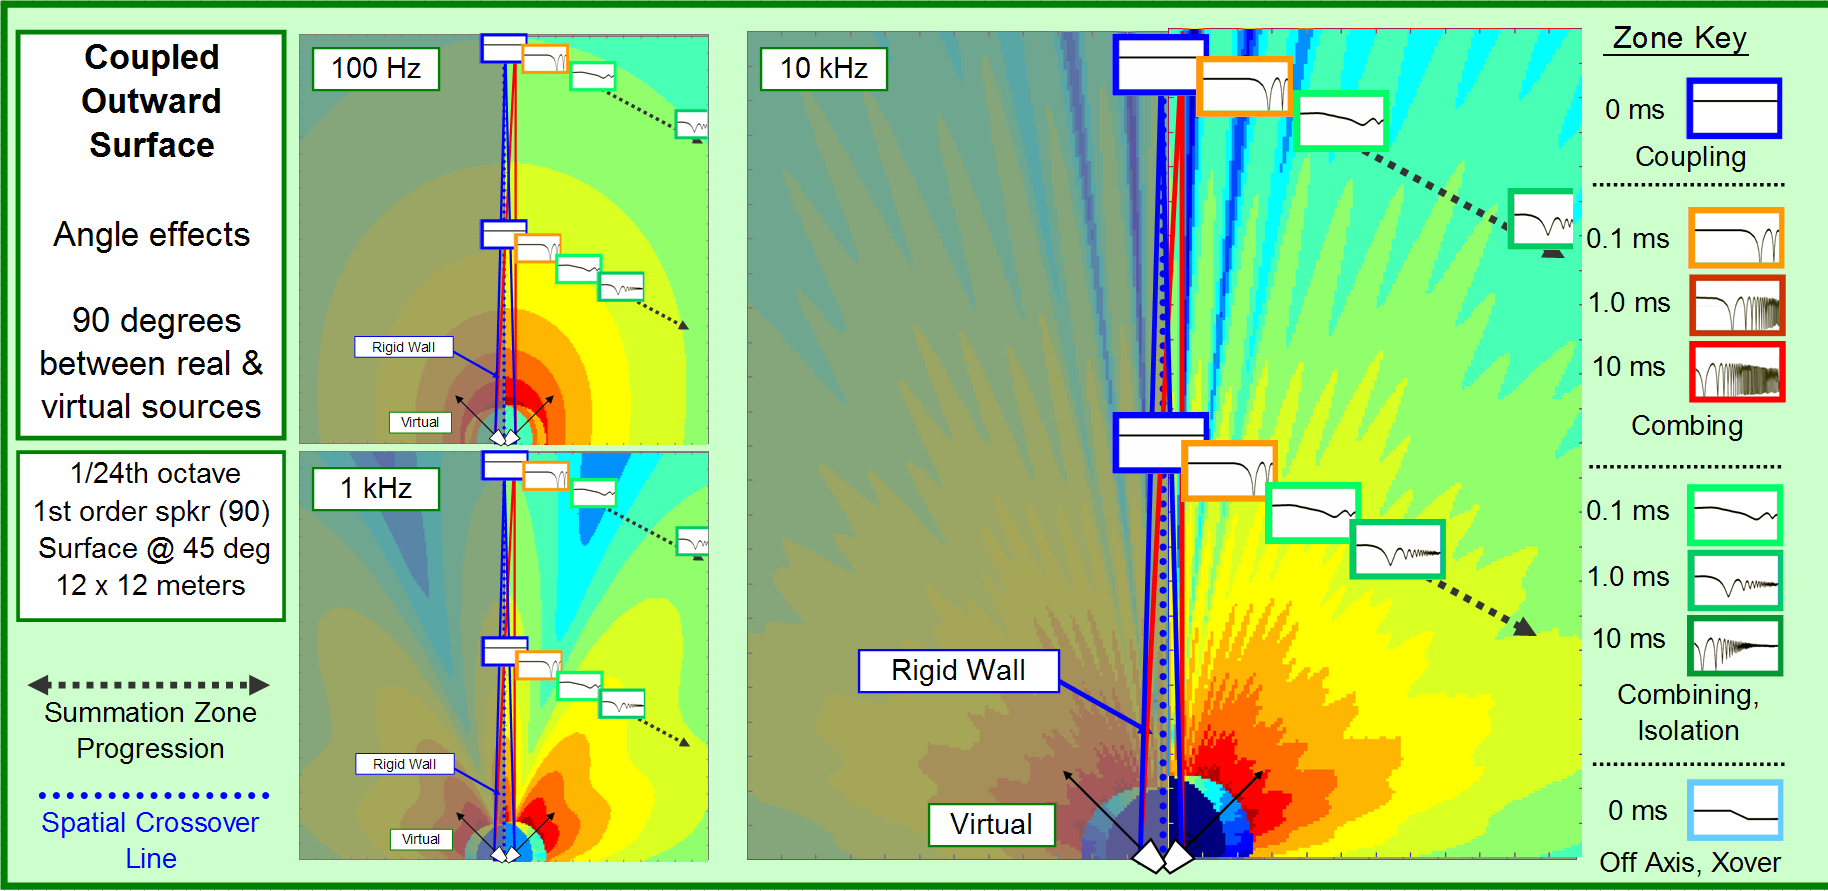 Coupled
Outward
Surface
Angle effects
90 degrees
between real &
virtual sources
1/24th octave
1st order spkr (90)
Surface @ 45 deg
12 x 12 meters
Summation Zone
Progression
Spatial Crossover
Line
100 Hz
Rigid Wall
Virtual
1 kHz
Rigid Wall
Virtual
10 kHz
Rigid Wall
Virtual
Zone Key
0 ms
Coupling
0.1 ms
1.0 ms
10 ms
Combing
0.1 ms
1.0 ms
10 ms
Combining,
Isolation
0 ms
Off Axis, Xover